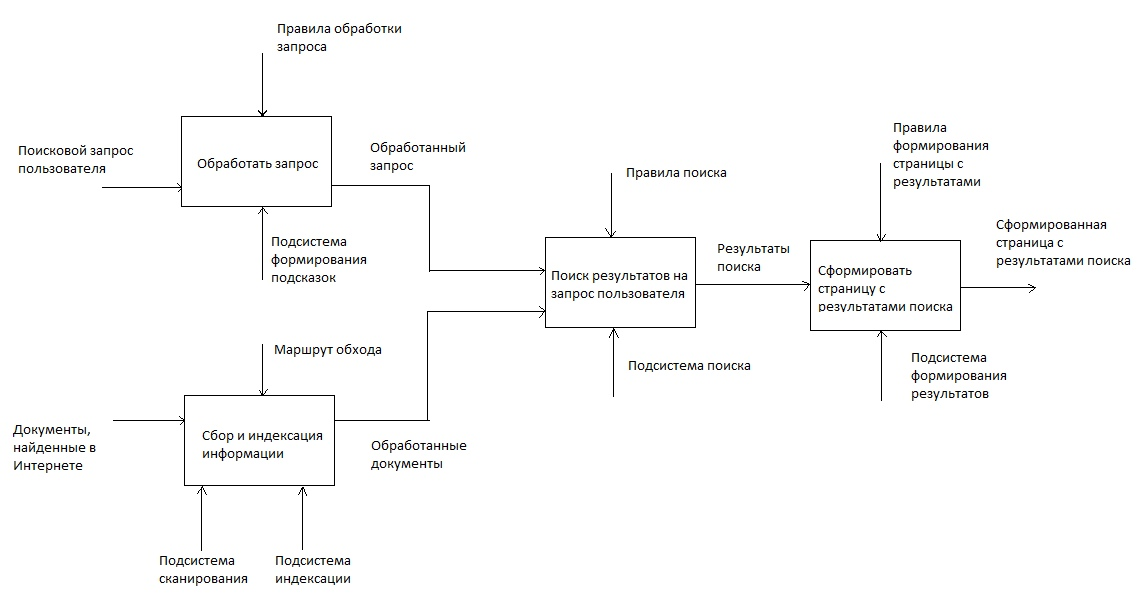 Правила обработки
запроса
Поисковой запрос
пользователя
Обработать запрос
Обработанный
запрос
Подсистема
формирования
подсказок
Правила поиска
Правила
формирования
страницы с
результатами
Поиск результатов на
запрос пользователя
Результаты
поиска
Сформировать
страницу с
результатами поиска
Сформированная
страница с
результатами поиска
Маршрут обхода
Подсистема поиска
Подсистема
формирования
результатов
Документы,
найденные в
Интернете
Сбор и индексация
информации
Обработанные
документы
Подсистема
сканирования
Подсистема
индексации